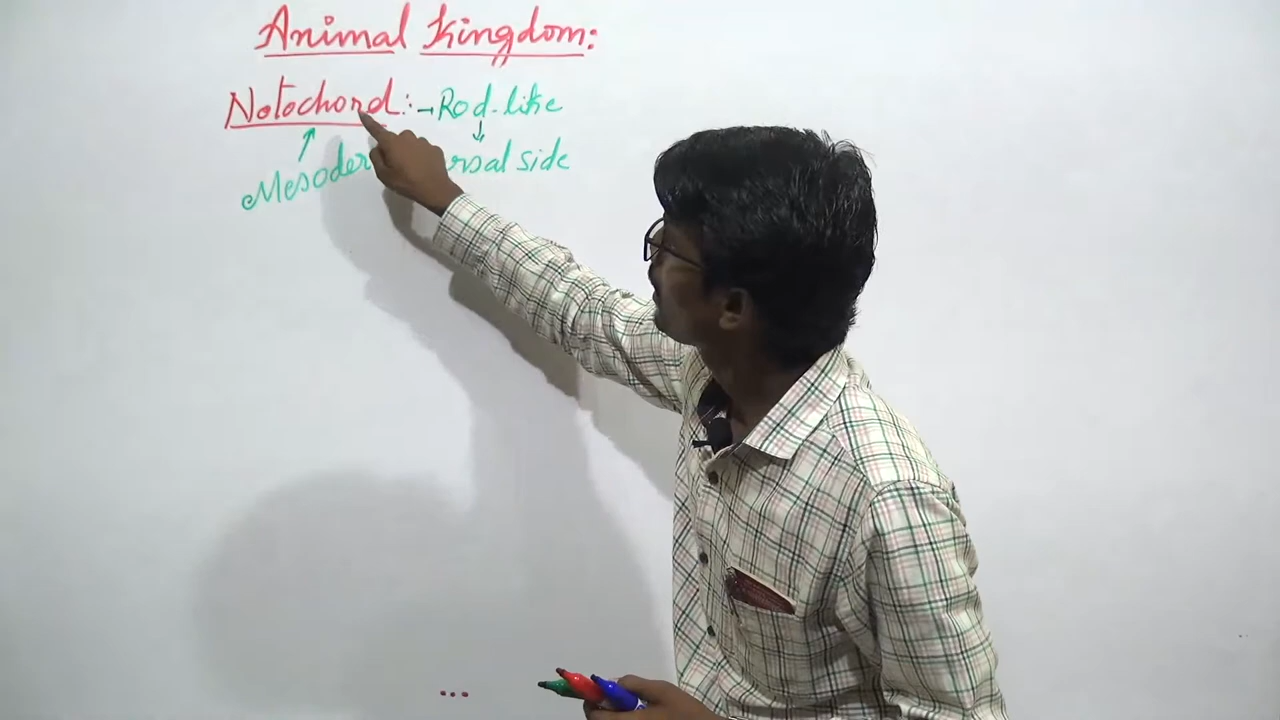 Animal Kingdom:
Notochord:- → Rod-like
↑ ↓
side